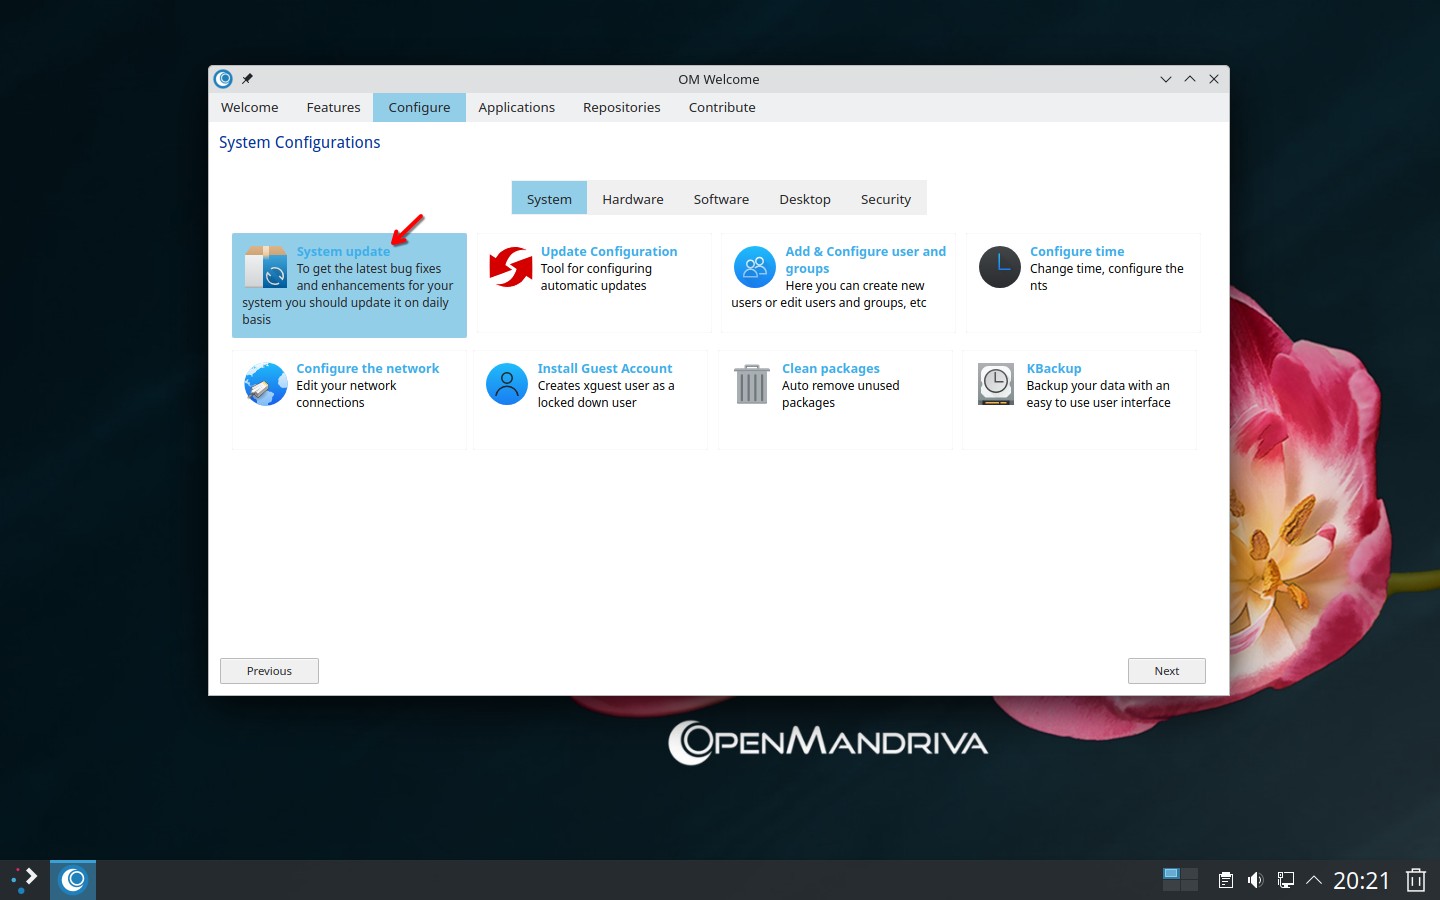 OM Welcome
Welcome Features Configure Applications Repositories Contribute
System Configurations
System Hardware Software Desktop Security
System update
To get the latest bug fixes
and enhancements for your
system you should update it on daily
basis
Update Configuration
Tool for configuring
automatic updates
Add & Configure user and
groups
Here you can create new
users or edit users and groups, etc
Configure time
Change time, configure the
nts
Configure the network
Edit your network
connections
Install Guest Account
Creates xguest user as a
locked down user
Clean packages
Auto remove unused
packages
KBackup
Backup your data with an
easy to use user interface
Previous
Next
OpenMandriva
20:21